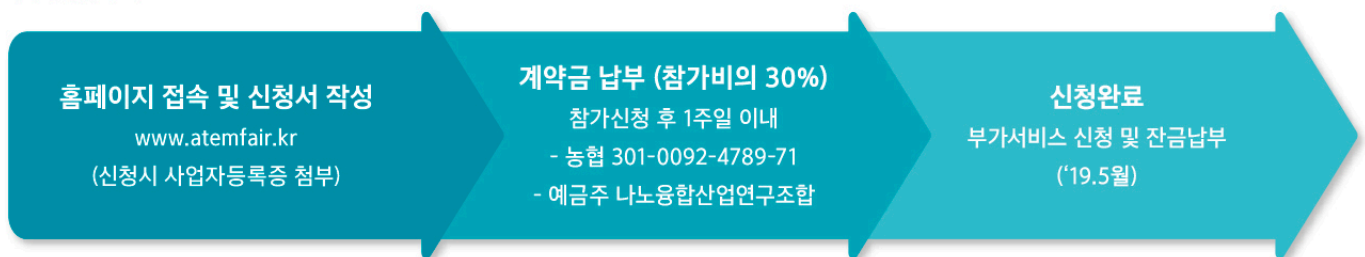 홈페이지 접속 및 신청서 작성
www.atemfair.kr
(신청시 사업자등록증 첨부)
계약금 납부 (참가비의 30%)
참가신청 후 1주일 이내
- 농협 301-0092-4789-71
- 예금주 나노융합산업연구조합
신청완료
부가서비스 신청 및 잔금납부
(‘19.5월)